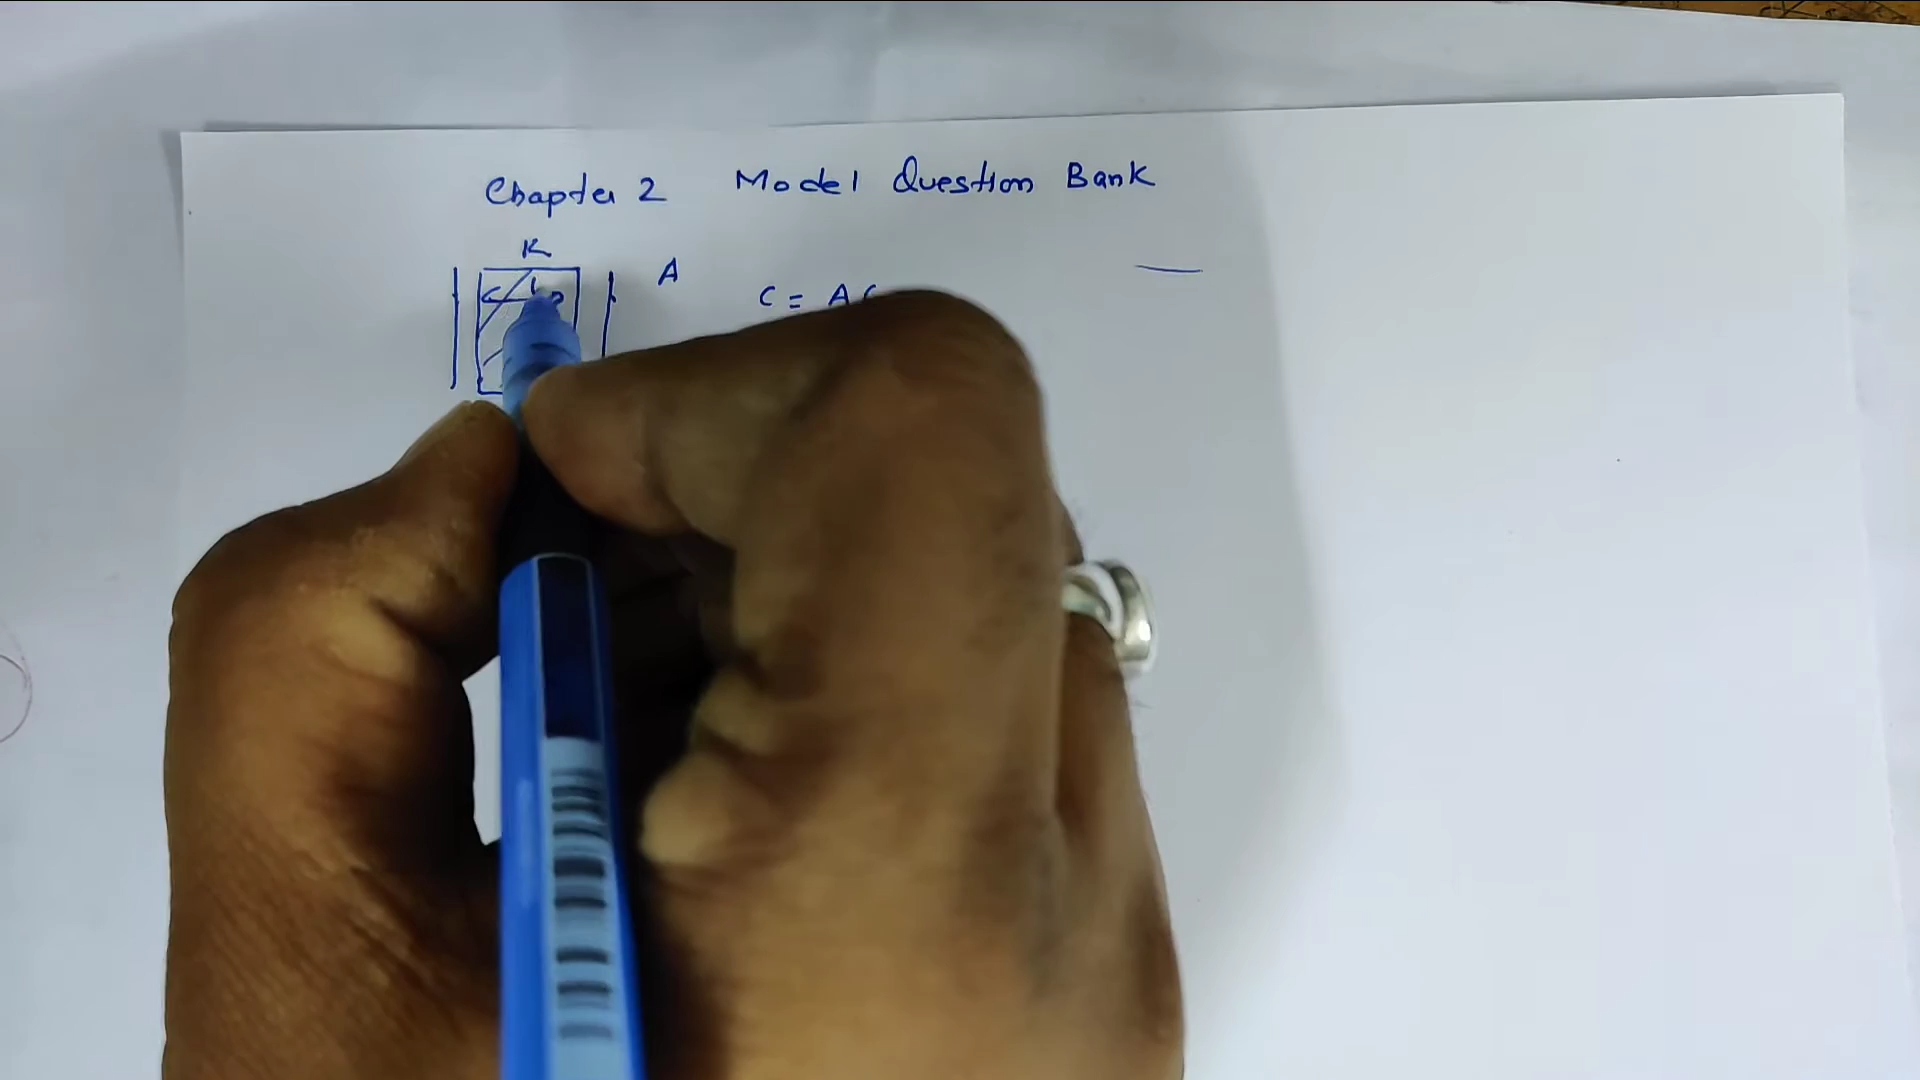 Chapter 2 Model Question Bank
K
A
C = A